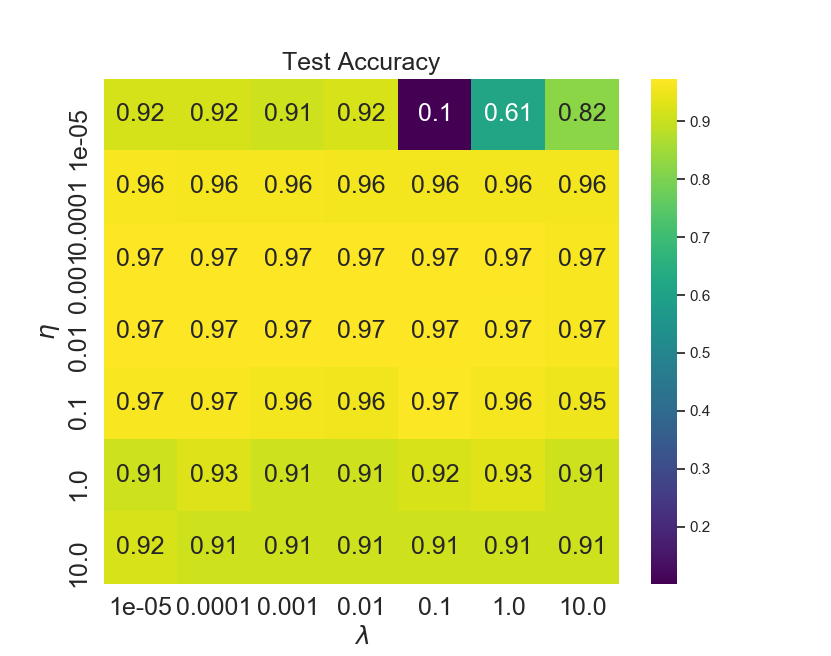 Test Accuracy
1e-05 0.92 0.92 0.91 0.92 0.1 0.61 0.82
0.0001 0.96 0.96 0.96 0.96 0.96 0.96 0.96
0.001 0.97 0.97 0.97 0.97 0.97 0.97 0.97
0.01 0.97 0.97 0.97 0.97 0.97 0.97 0.97
0.1 0.97 0.97 0.96 0.96 0.97 0.96 0.95
1.0 0.91 0.93 0.91 0.91 0.92 0.93 0.91
10.0 0.92 0.91 0.91 0.91 0.91 0.91 0.91
η
1e-05 0.0001 0.001 0.01 0.1 1.0 10.0
λ
0.9
0.8
0.7
0.6
0.5
0.4
0.3
0.2